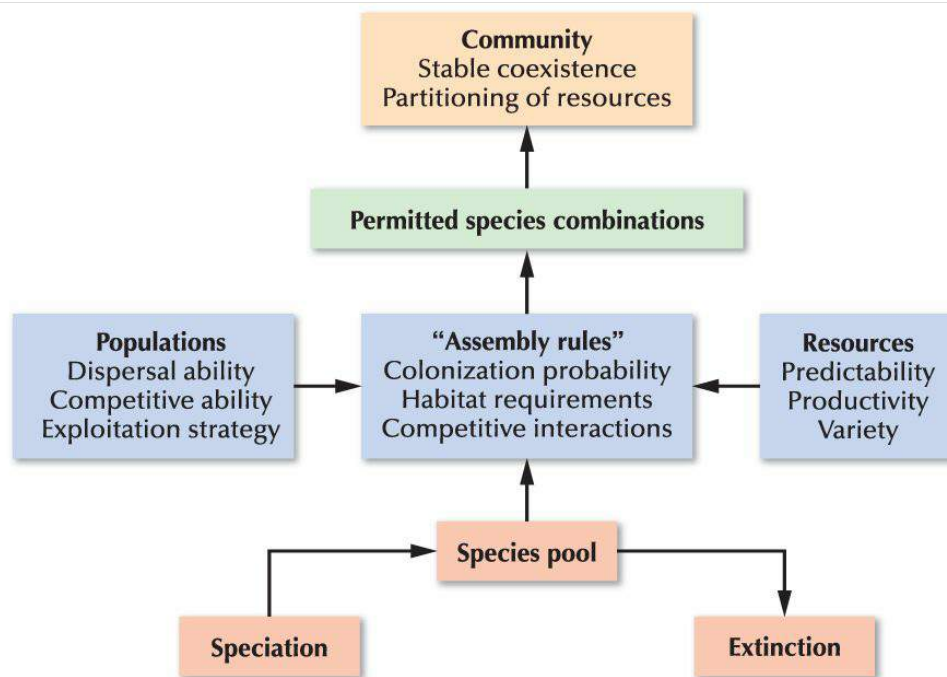 Community
Stable coexistence
Partitioning of resources
Permitted species combinations
Populations
Dispersal ability
Competitive ability
Exploitation strategy
“Assembly rules”
Colonization probability
Habitat requirements
Competitive interactions
Resources
Predictability
Productivity
Variety
Species pool
Speciation
Extinction